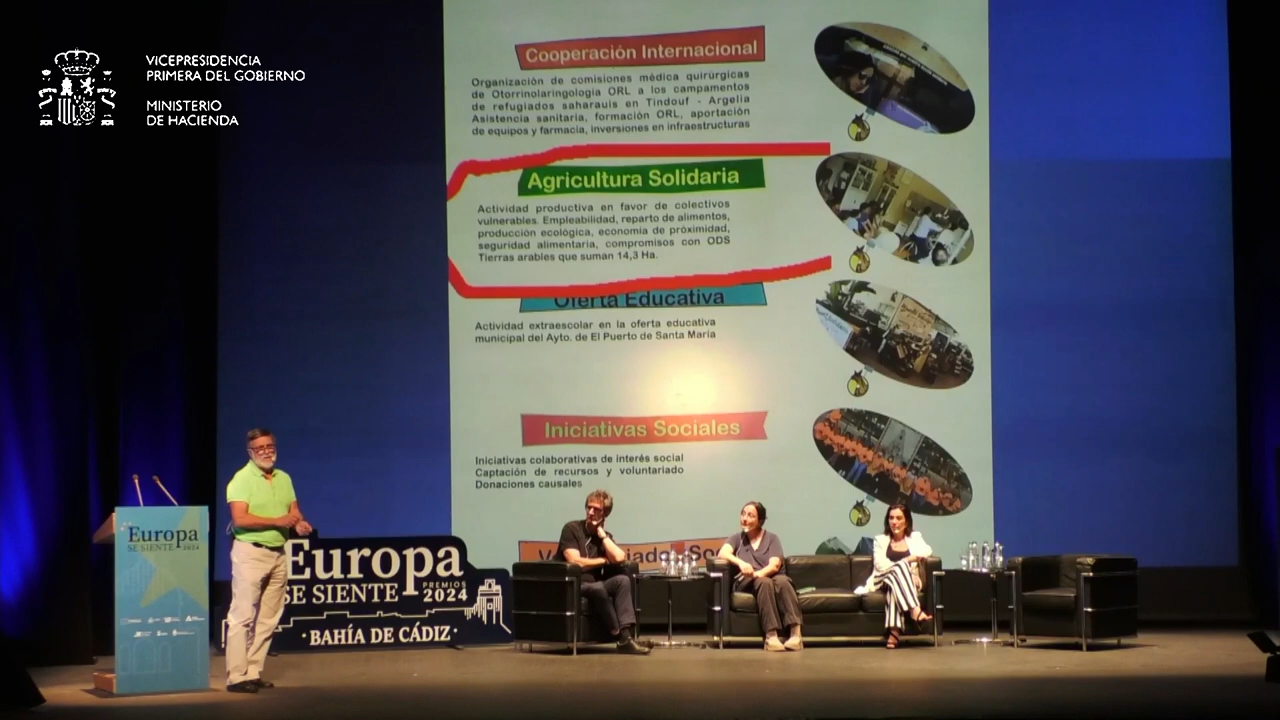 VICEPRESIDENCIA
PRIMERA DEL GOBIERNO
MINISTERIO
DE HACIENDA
Cooperación Internacional
Organización de comisiones médica quirúrgicas
de Otorrinolaringología ORL a los campamentos
de refugiados saharauis en Tindouf - Argelia
Asistencia sanitaria, formación ORL, aportación
de equipos y farmacia, inversiones en infraestructuras
Agricultura Solidaria
Actividad productiva en favor de colectivos
vulnerables. Empleabilidad, reparto de alimentos,
producción ecológica, economía de próximidad,
seguridad alimentaria, compromisos con ODS
Tierras arables que suman 14,3 Ha.
Oferta Educativa
Actividad extraescolar en la oferta educativa
municipal del Ayto. de El Puerto de Santa María
Iniciativas Sociales
Iniciativas colaborativas de interés social
Captación de recursos y voluntariado
Donaciones causales
Europa
SE SIENTE 2024
Europa
SE SIENTE PREMIOS 2024
· BAHÍA DE CÁDIZ ·